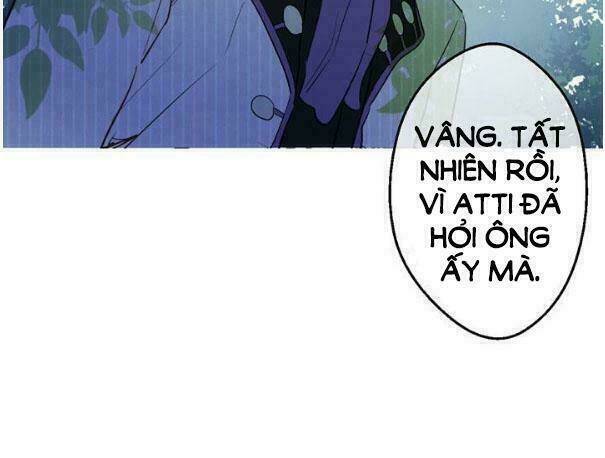 VÂNG. TẤT
NHIÊN RỒI,
VÌ ATTI ĐÃ
HỎI ÔNG
ẤY MÀ.